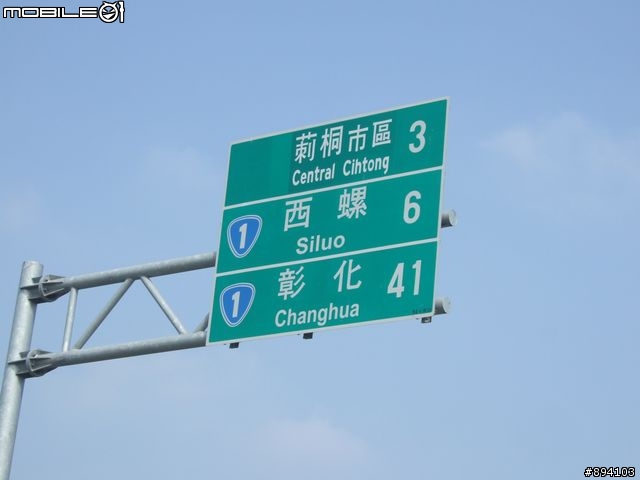 MOBILE01
莿桐市區 3
Central Cihtong
1 西螺 6
Siluo
1 彰化 41
Changhua
#894103